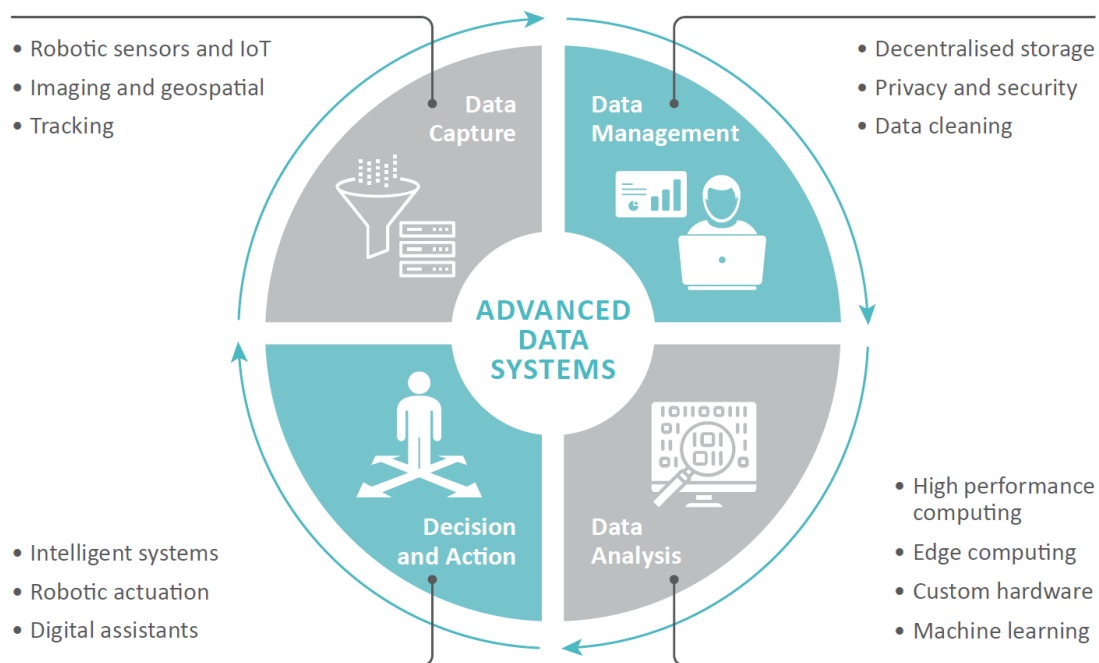 • Robotic sensors and IoT
• Imaging and geospatial
• Tracking
Data
Capture
Data
Management
• Decentralised storage
• Privacy and security
• Data cleaning
ADVANCED
DATA
SYSTEMS
Decision
and Action
• Intelligent systems
• Robotic actuation
• Digital assistants
Data
Analysis
• High performance
computing
• Edge computing
• Custom hardware
• Machine learning